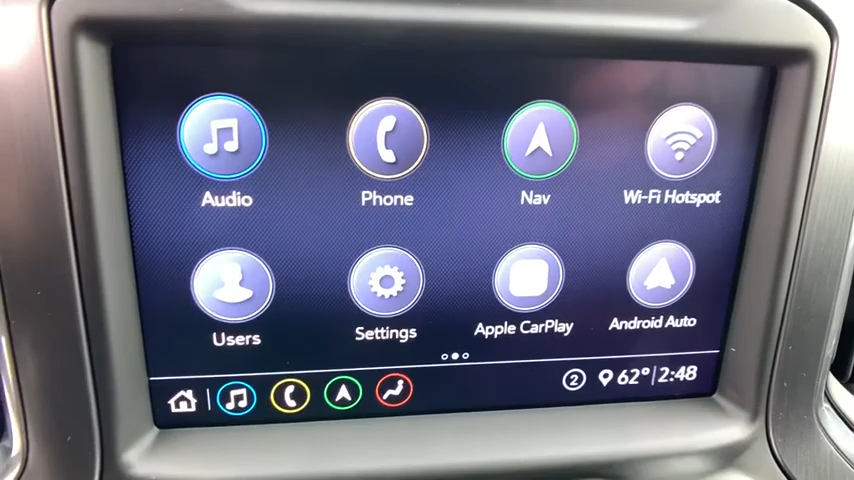 Audio Phone Nav Wi-Fi Hotspot
Users Settings Apple CarPlay Android Auto
2 62° 2:48